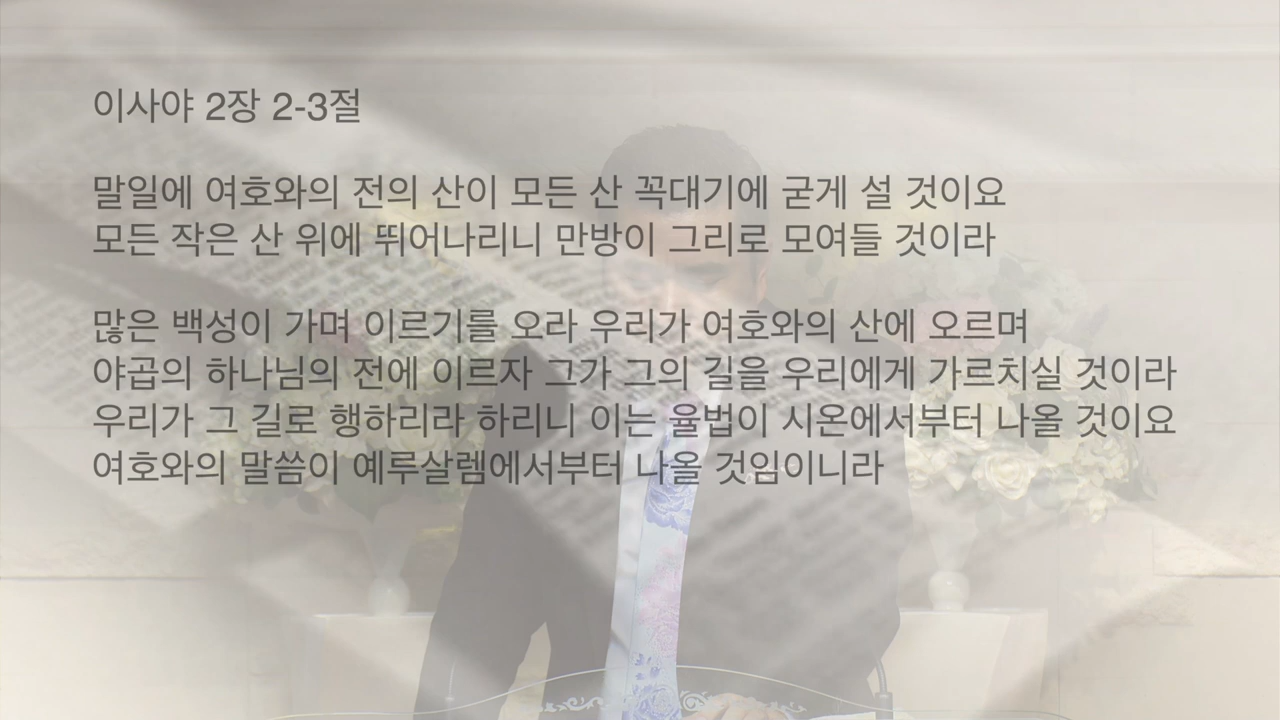 이사야 2장 2-3절
말일에 여호와의 전의 산이 모든 산 꼭대기에 굳게 설 것이요
모든 작은 산 위에 뛰어나리니 만방이 그리로 모여들 것이라
많은 백성이 가며 이르기를 오라 우리가 여호와의 산에 오르며
야곱의 하나님의 전에 이르자 그가 그의 길을 우리에게 가르치실 것이라
우리가 그 길로 행하리라 하리니 이는 율법이 시온에서부터 나올 것이요
여호와의 말씀이 예루살렘에서부터 나올 것임이니라